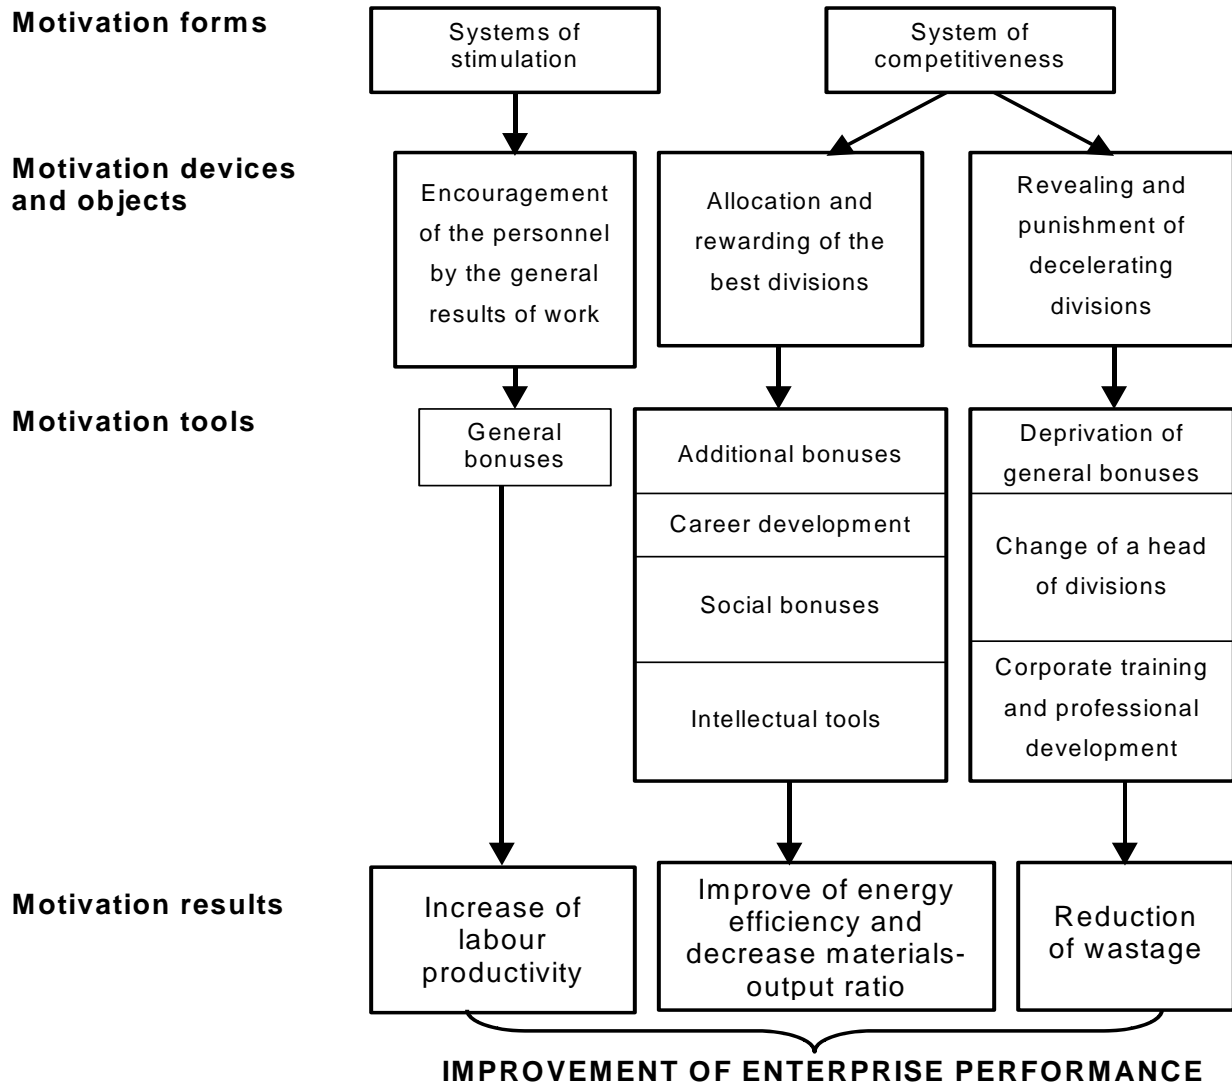 Motivation forms
Systems of
stimulation
System of
competitiveness
Motivation devices
and objects
Encouragement
of the personnel
by the general
results of work
Allocation and
rewarding of the
best divisions
Revealing and
punishment of
decelerating
divisions
Motivation tools
General
bonuses
Additional bonuses
Career development
Social bonuses
Intellectual tools
Deprivation of
general bonuses
Change of a head
of divisions
Corporate training
and professional
development
Motivation results
Increase of
labour
productivity
Improve of energy
efficiency and
decrease materials-
output ratio
Reduction
of wastage
IMPROVEMENT OF ENTERPRISE PERFORMANCE